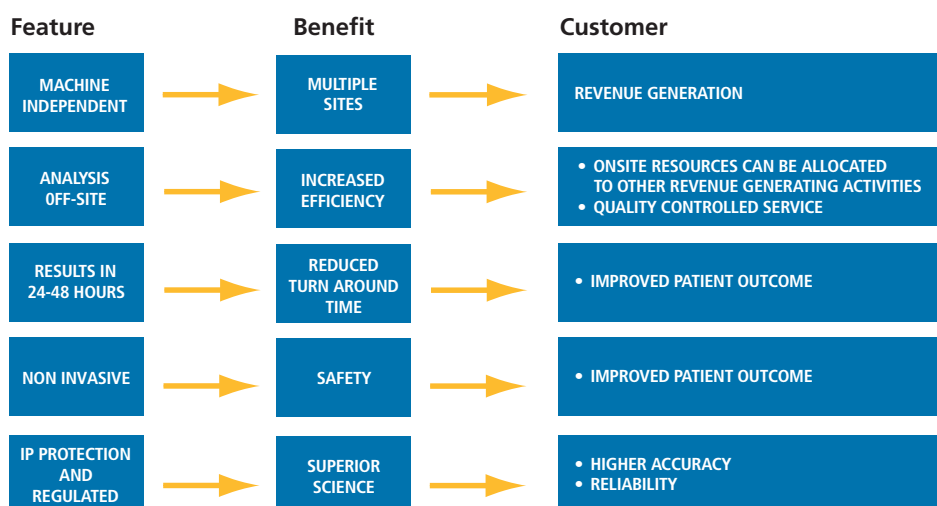 Feature
Benefit
Customer
MACHINE
INDEPENDENT
MULTIPLE
SITES
REVENUE GENERATION
ANALYSIS
0FF-SITE
INCREASED
EFFICIENCY
• ONSITE RESOURCES CAN BE ALLOCATED
TO OTHER REVENUE GENERATING ACTIVITIES
• QUALITY CONTROLLED SERVICE
RESULTS IN
24-48 HOURS
REDUCED
TURN AROUND
TIME
• IMPROVED PATIENT OUTCOME
NON INVASIVE
SAFETY
• IMPROVED PATIENT OUTCOME
IP PROTECTION
AND
REGULATED
SUPERIOR
SCIENCE
• HIGHER ACCURACY
• RELIABILITY